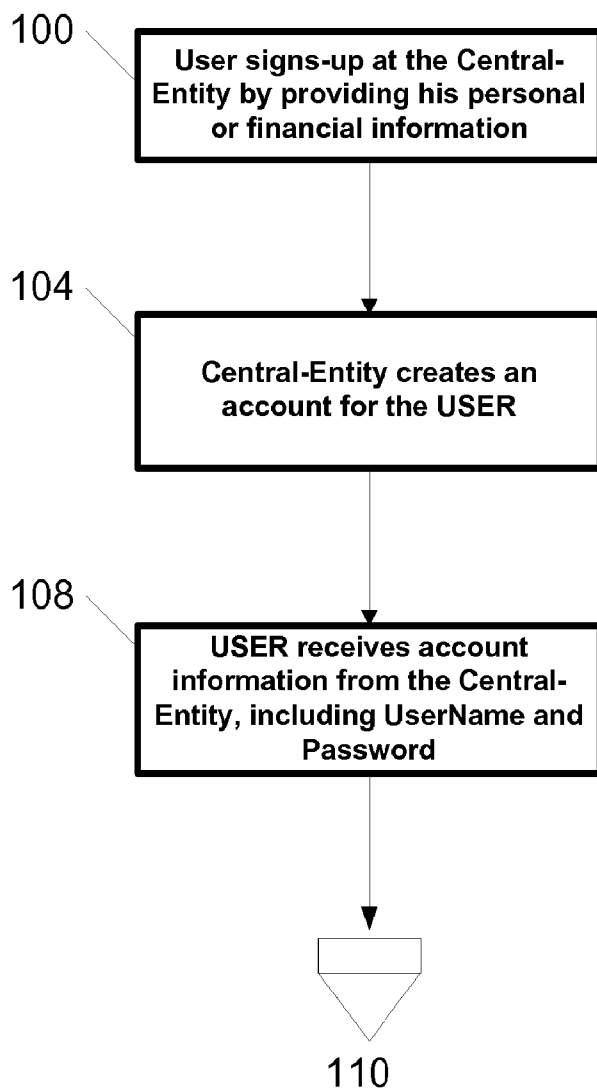 100
User signs-up at the Central-
Entity by providing his personal
or financial information
104
Central-Entity creates an
account for the USER
108
USER receives account
information from the Central-
Entity, including UserName and
Password
110